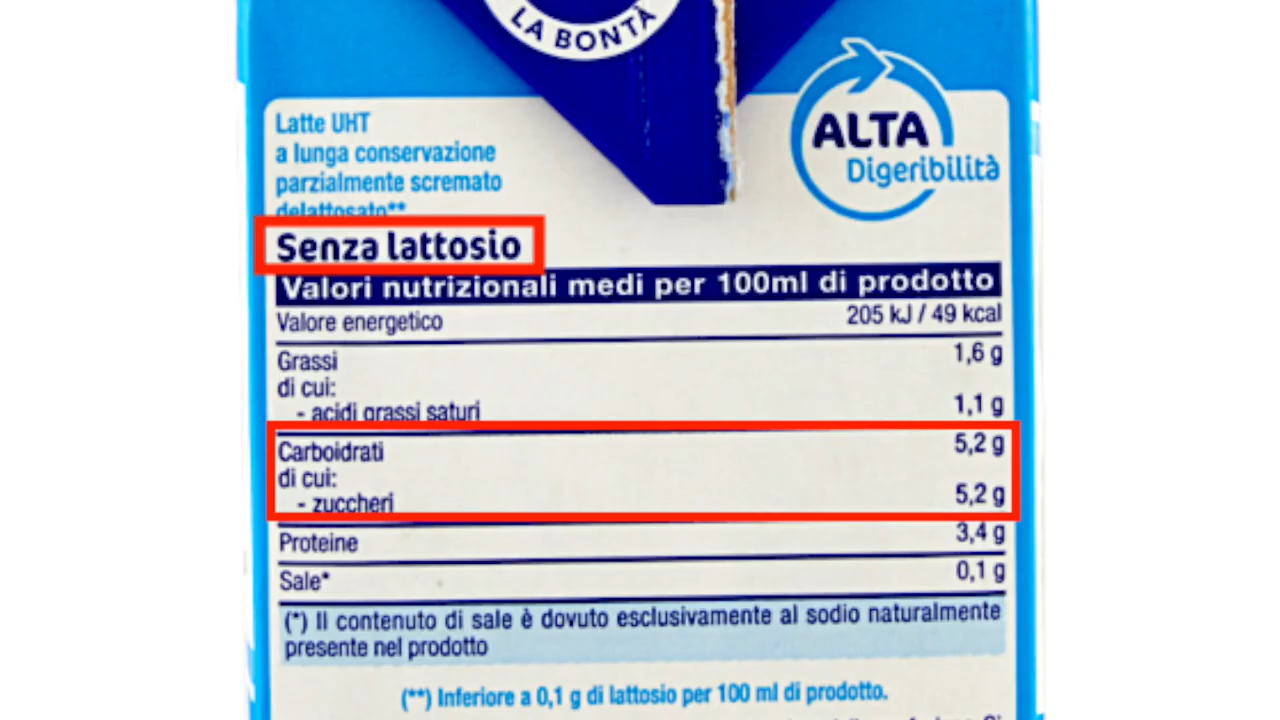 LA BONTÀ
ALTA
Digeribilità
Latte UHT
a lunga conservazione
parzialmente scremato
delattosato**
Senza lattosio
Valori nutrizionali medi per 100ml di prodotto
Valore energetico 205 kJ / 49 kcal
Grassi 1,6 g
di cui:
- acidi grassi saturi 1,1 g
Carboidrati 5,2 g
di cui:
- zuccheri 5,2 g
Proteine 3,4 g
Sale* 0,1 g
(*) Il contenuto di sale è dovuto esclusivamente al sodio naturalmente
presente nel prodotto
(**) Inferiore a 0,1 g di lattosio per 100 ml di prodotto.